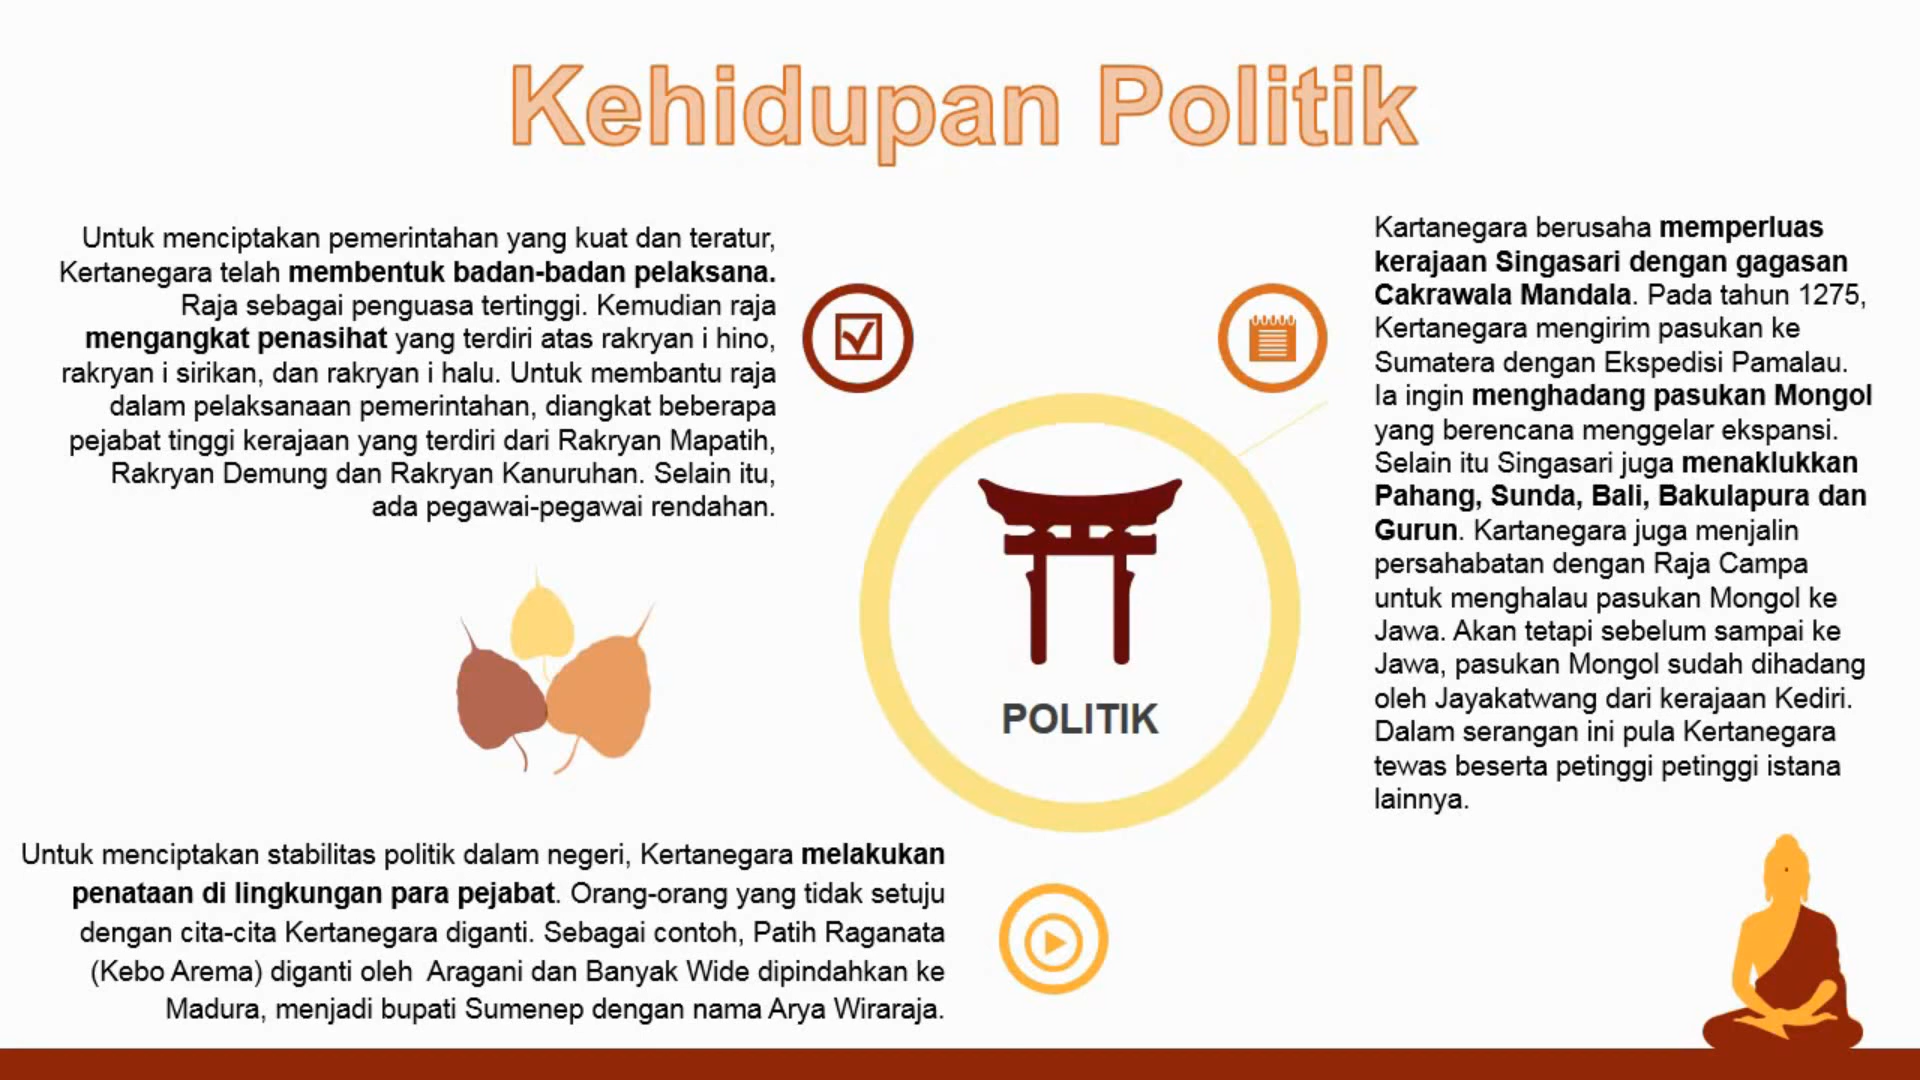 Kehidupan Politik
Untuk menciptakan pemerintahan yang kuat dan teratur,
Kertanegara telah membentuk badan-badan pelaksana.
Raja sebagai penguasa tertinggi. Kemudian raja
mengangkat penasihat yang terdiri atas rakryan i hino,
rakryan i sirikan, dan rakryan i halu. Untuk membantu raja
dalam pelaksanaan pemerintahan, diangkat beberapa
pejabat tinggi kerajaan yang terdiri dari Rakryan Mapatih,
Rakryan Demung dan Rakryan Kanuruhan. Selain itu,
ada pegawai-pegawai rendahan.
Kartanegara berusaha memperluas
kerajaan Singasari dengan gagasan
Cakrawala Mandala. Pada tahun 1275,
Kertanegara mengirim pasukan ke
Sumatera dengan Ekspedisi Pamalau.
Ia ingin menghadang pasukan Mongol
yang berencana menggelar ekspansi.
Selain itu Singasari juga menaklukkan
Pahang, Sunda, Bali, Bakulapura dan
Gurun. Kartanegara juga menjalin
persahabatan dengan Raja Campa
untuk menghalau pasukan Mongol ke
Jawa. Akan tetapi sebelum sampai ke
Jawa, pasukan Mongol sudah dihadang
oleh Jayakatwang dari kerajaan Kediri.
Dalam serangan ini pula Kertanegara
tewas beserta petinggi petinggi istana
lainnya.
POLITIK
Untuk menciptakan stabilitas politik dalam negeri, Kertanegara melakukan
penataan di lingkungan para pejabat. Orang-orang yang tidak setuju
dengan cita-cita Kertanegara diganti. Sebagai contoh, Patih Raganata
(Kebo Arema) diganti oleh Aragani dan Banyak Wide dipindahkan ke
Madura, menjadi bupati Sumenep dengan nama Arya Wiraraja.